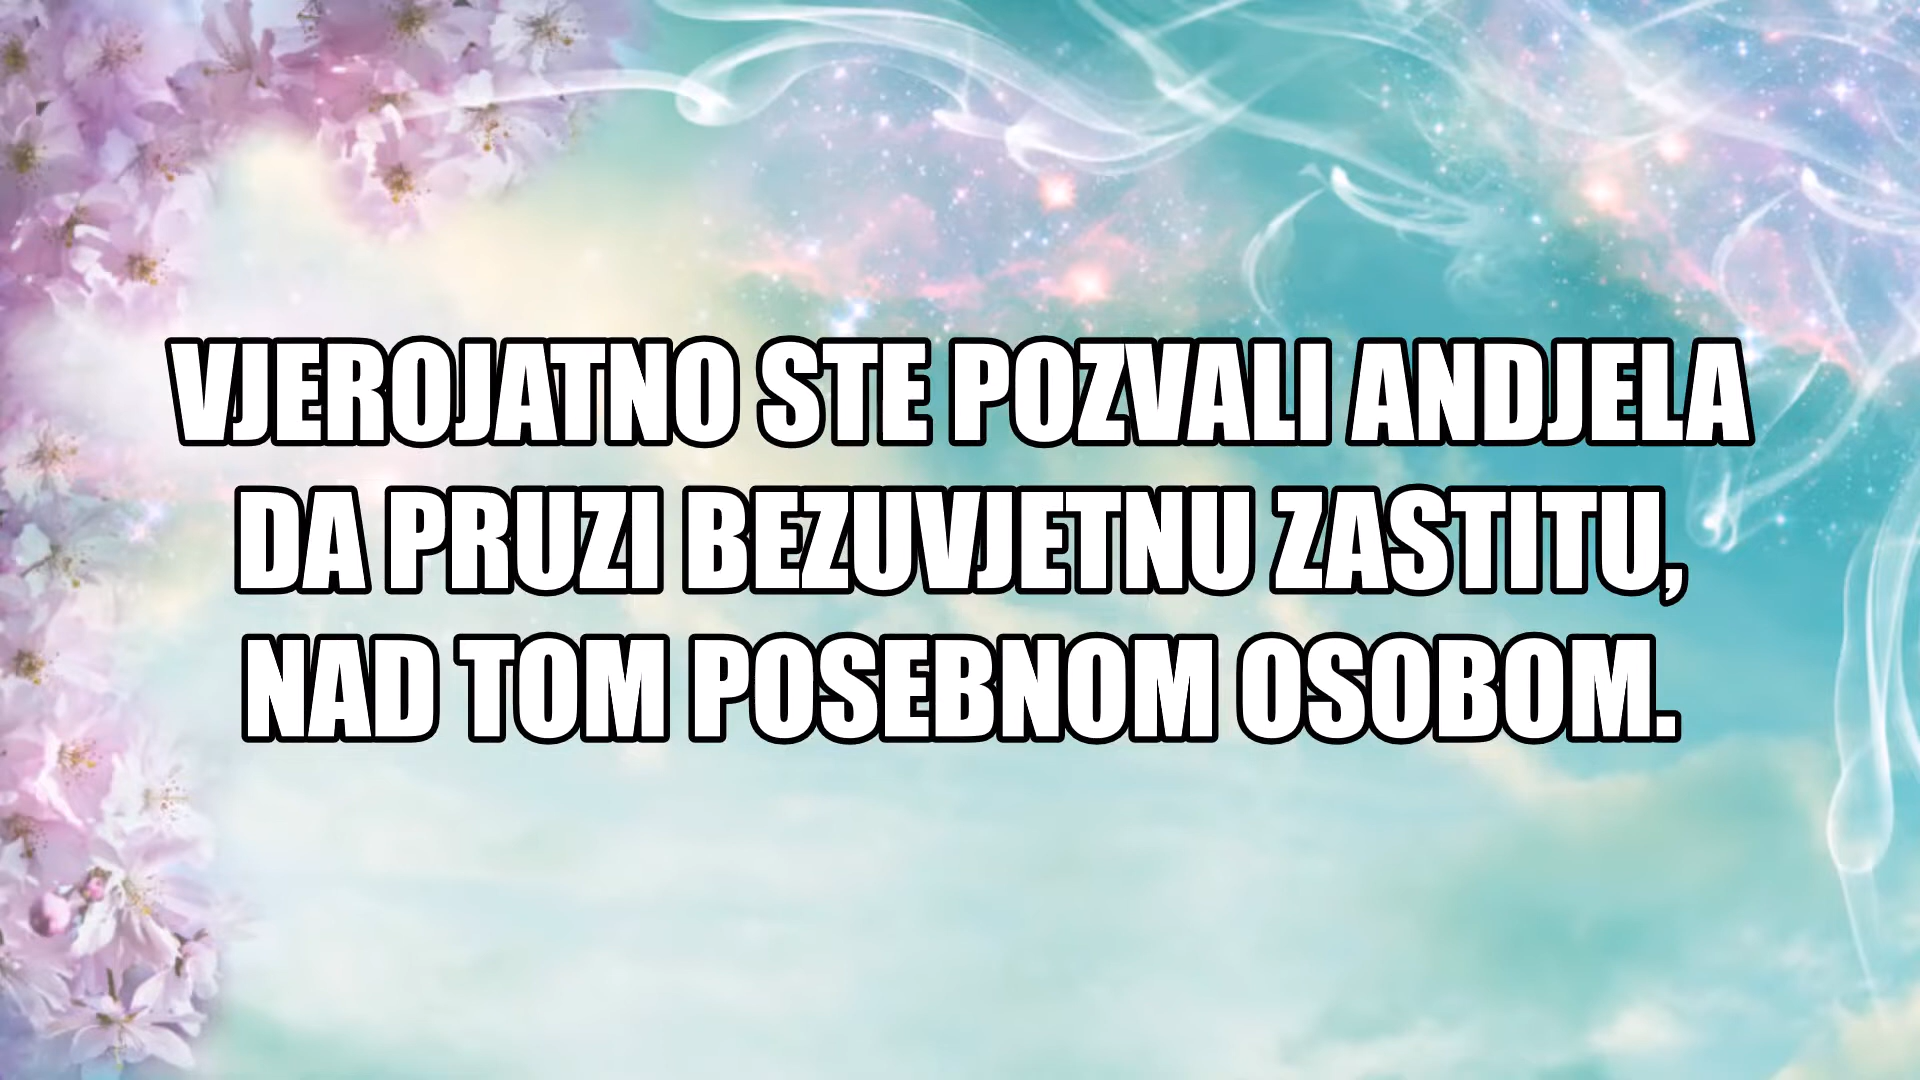 VJEROJATNO STE POZVALI ANDJELA
DA PRUZI BEZUVJETNU ZASTITU,
NAD TOM POSEBNOM OSOBOM.